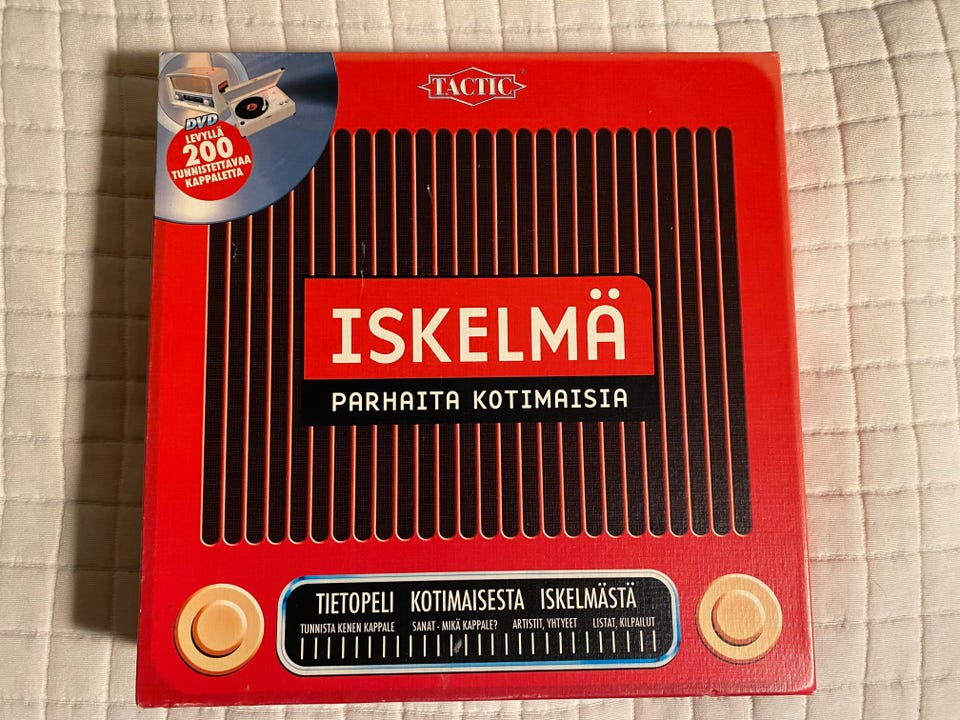 TACTIC
DVD
LEVYLLÄ
200
TUNNISTETTAVAA
KAPPALETTA
ISKELMÄ
PARHAITA KOTIMAISIA
TIETOPELI KOTIMAISESTA ISKELMÄSTÄ
TUNNISTA KENEN KAPPALE SANAT - MIKÄ KAPPALE? ARTISTIT, YHTYEET LISTAT, KILPAILUT